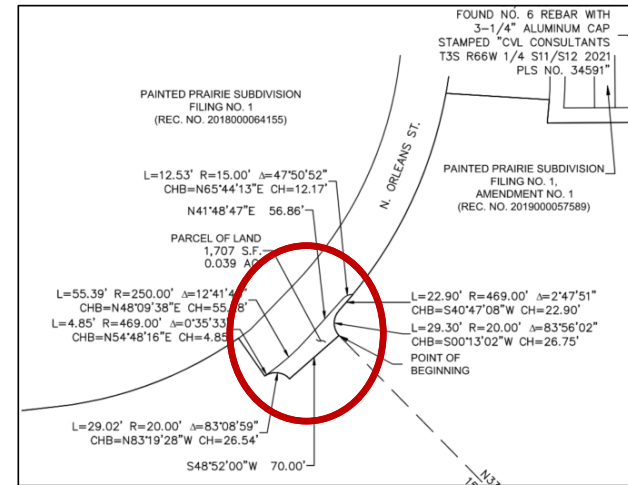 FOUND NO. 6 REBAR WITH
3-1/4" ALUMINUM CAP
STAMPED "CVL CONSULTANTS
T3S R66W 1/4 S11/S12 2021
PLS NO. 34591"
PAINTED PRAIRIE SUBDIVISION
FILING NO. 1
(REC. NO. 2018000064155)
N. ORLEANS ST.
PAINTED PRAIRIE SUBDIVISION
FILING NO. 1,
AMENDMENT NO. 1
(REC. NO. 2019000057589)
L=12.53' R=15.00' Δ=47°50'52"
CHB=N65°44'13"E CH=12.17'
N41°48'47"E 56.86'
PARCEL OF LAND
1,707 S.F.
0.039
L=55.39' R=250.00'
CHB=N48°09'38"E
L=4.85' R=469.00' Δ=0°35'33"
CHB=N54°48'16"E CH=4.85'
L=22.90' R=469.00' Δ=2°47'51"
CHB=S40°47'08"W CH=22.90'
L=29.30' R=20.00' Δ=83°56'02"
CHB=S00°13'02"W CH=26.75'
POINT OF
BEGINNING
L=29.02' R=20.00' Δ=83°08'59"
CHB=N83°19'28"W CH=26.54'
S48°52'00"W 70.00'